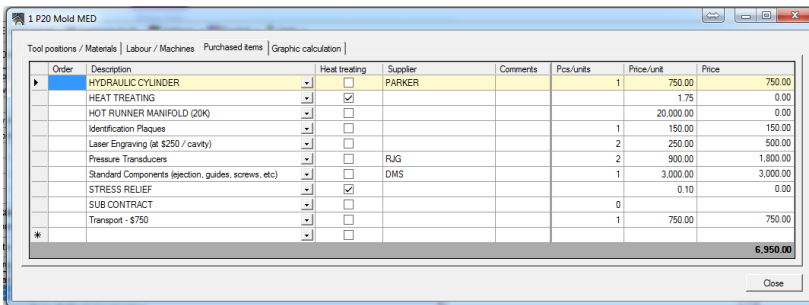 1 P20 Mold MED
Tool positions / Materials Labour / Machines Purchased items Graphic calculation
Order Description Heat treating Supplier Comments Pcs/units Price/unit Price
HYDRAULIC CYLINDER PARKER 1 750.00 750.00
HEAT TREATING 1.75 0.00
HOT RUNNER MANIFOLD (20K) 20,000.00 0.00
Identification Plaques 1 150.00 150.00
Laser Engraving (at $250 / cavity) 2 250.00 500.00
Pressure Transducers RJG 2 900.00 1,800.00
Standard Components (ejection, guides, screws, etc) DMS 1 3,000.00 3,000.00
STRESS RELIEF 0.10 0.00
SUB CONTRACT 0
Transport - $750 1 750.00 750.00
6,950.00
Close